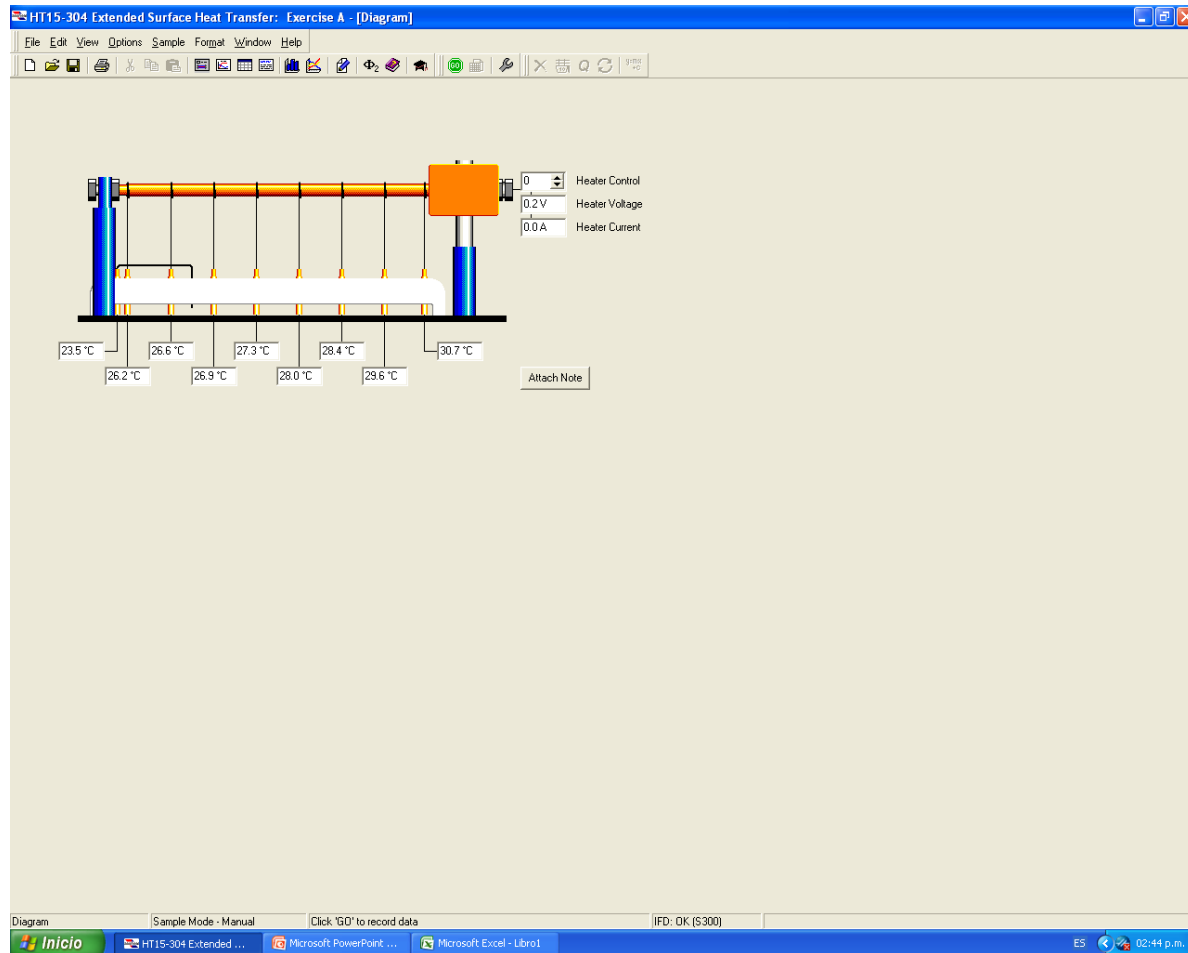 HT15-304 Extended Surface Heat Transfer: Exercise A - [Diagram]
File Edit View Options Sample Format Window Help
0 Heater Control
0.2 V Heater Voltage
0.0 A Heater Current
23.5 °C 26.6 °C 27.3 °C 28.4 °C 30.7 °C
26.2 °C 26.9 °C 28.0 °C 29.6 °C
Attach Note
Diagram Sample Mode - Manual Click 'GO' to record data IFD: OK (S300)
Inicio HT15-304 Extended ... Microsoft PowerPoint ... Microsoft Excel - Libro1 ES 02:44 p.m.